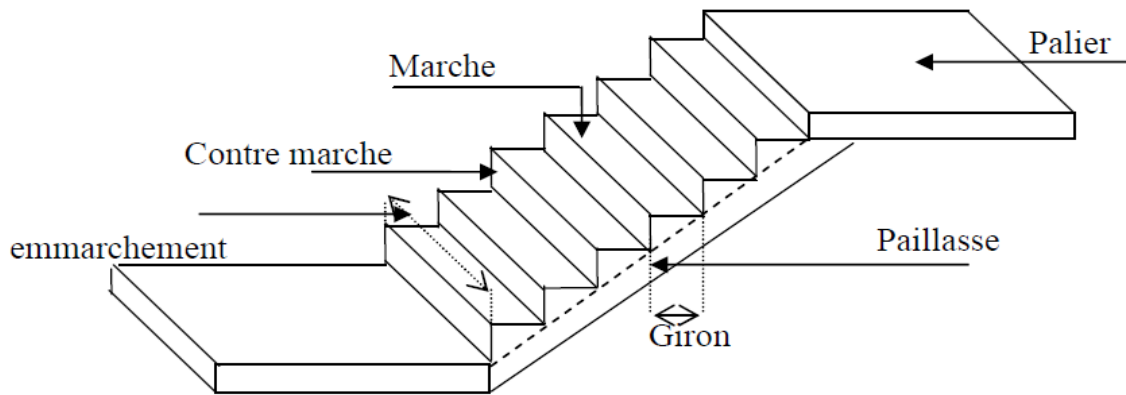 Palier
Marche
Contre marche
emmarchement
Paillasse
Giron